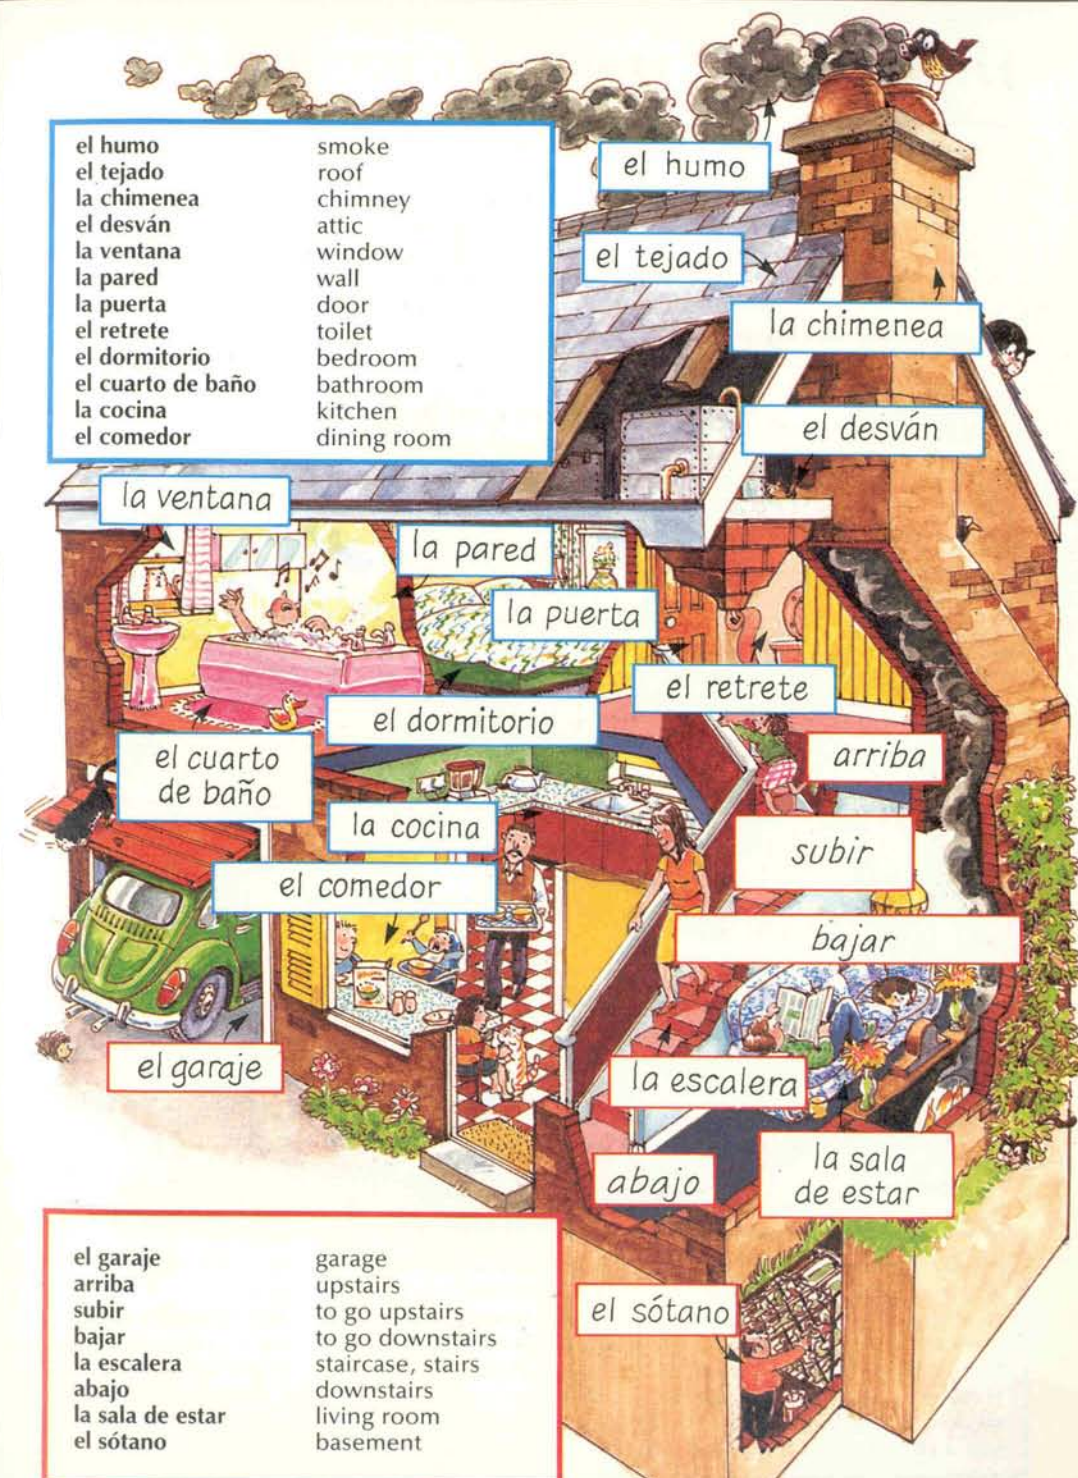 el humo smoke
el tejado roof
la chimenea chimney
el desván attic
la ventana window
la pared wall
la puerta door
el retrete toilet
el dormitorio bedroom
el cuarto de baño bathroom
la cocina kitchen
el comedor dining room
el humo
el tejado
la chimenea
el desván
la ventana
la pared
la puerta
el retrete
el dormitorio
el cuarto
de baño
arriba
la cocina
subir
el comedor
bajar
el garaje
la escalera
abajo
la sala
de estar
el sótano
el garaje garage
arriba upstairs
subir to go upstairs
bajar to go downstairs
la escalera staircase, stairs
abajo downstairs
la sala de estar living room
el sótano basement